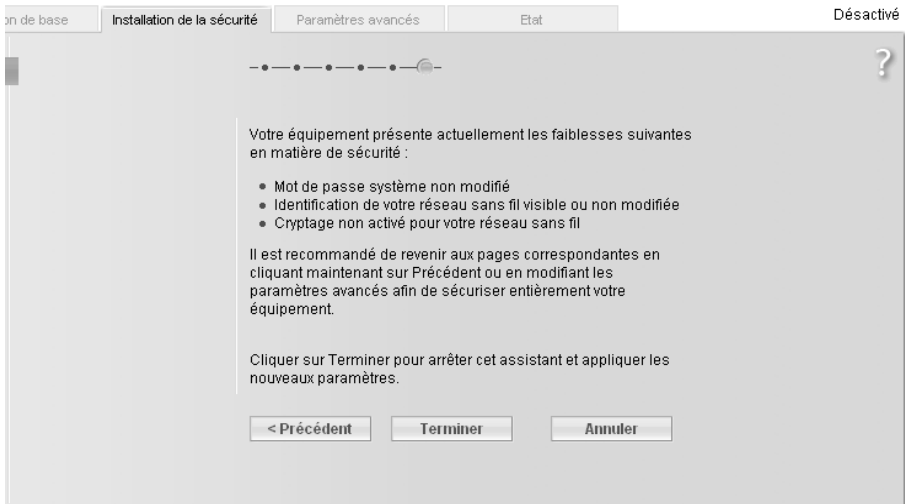 on de base Installation de la sécurité Paramètres avancés Etat Désactivé
?
Votre équipement présente actuellement les faiblesses suivantes
en matière de sécurité :
• Mot de passe système non modifié
• Identification de votre réseau sans fil visible ou non modifiée
• Cryptage non activé pour votre réseau sans fil
Il est recommandé de revenir aux pages correspondantes en
cliquant maintenant sur Précédent ou en modifiant les
paramètres avancés afin de sécuriser entièrement votre
équipement.
Cliquer sur Terminer pour arrêter cet assistant et appliquer les
nouveaux paramètres.
< Précédent Terminer Annuler